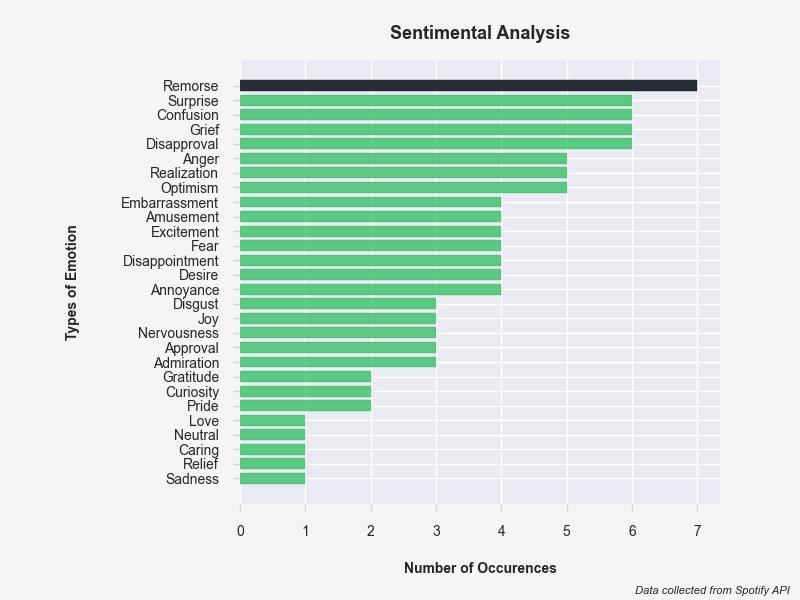 Sentimental Analysis
Types of Emotion
Remorse
Surprise
Confusion
Grief
Disapproval
Anger
Realization
Optimism
Embarrassment
Amusement
Excitement
Fear
Disappointment
Desire
Annoyance
Disgust
Joy
Nervousness
Approval
Admiration
Gratitude
Curiosity
Pride
Love
Neutral
Caring
Relief
Sadness
0 1 2 3 4 5 6 7
Number of Occurences
Data collected from Spotify API